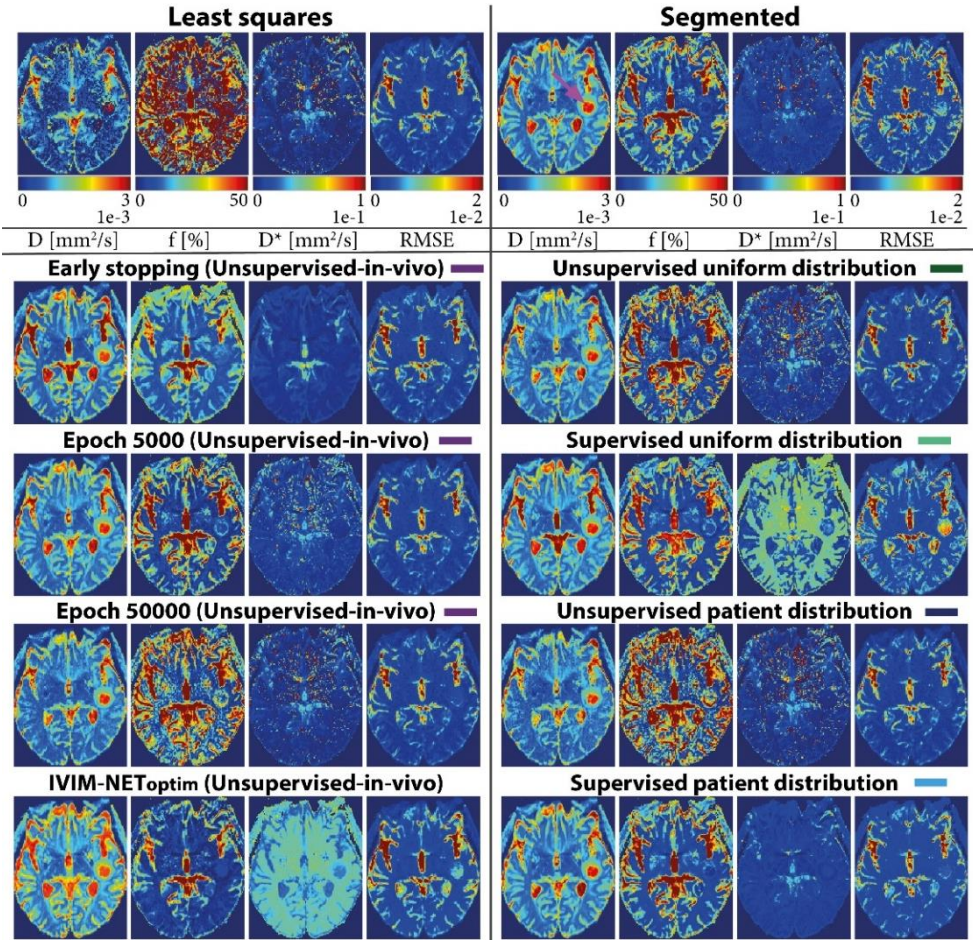 Least squares
Segmented
0 3 0 50 0 1 0 2
1e-3 1e-1 1e-2
0 3 0 50 0 1 0 2
1e-3 1e-1 1e-2
D [mm²/s] f [%] D* [mm²/s] RMSE
D [mm²/s] f [%] D* [mm²/s] RMSE
Early stopping (Unsupervised-in-vivo)
Unsupervised uniform distribution
Epoch 5000 (Unsupervised-in-vivo)
Supervised uniform distribution
Epoch 50000 (Unsupervised-in-vivo)
Unsupervised patient distribution
IVIM-NEToptim (Unsupervised-in-vivo)
Supervised patient distribution